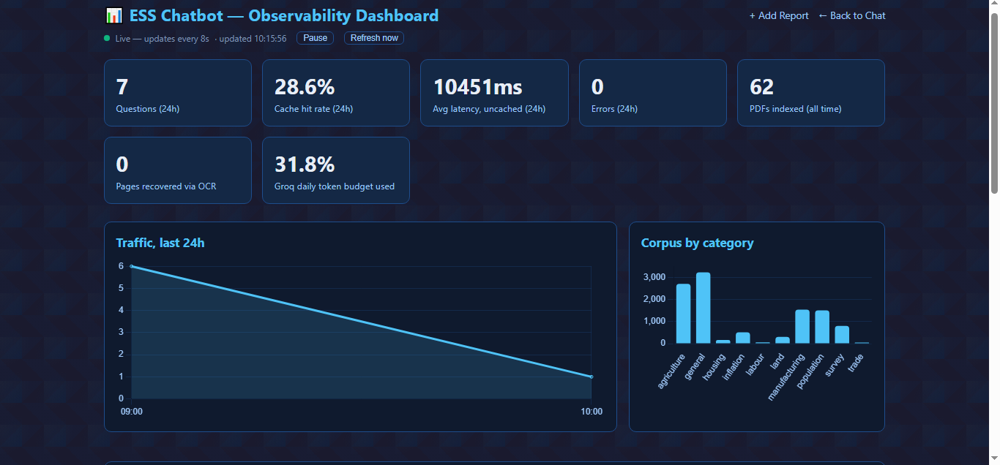 📊 ESS Chatbot — Observability Dashboard
+ Add Report ← Back to Chat
Live — updates every 8s · updated 10:15:56 Pause Refresh now
7
Questions (24h)
28.6%
Cache hit rate (24h)
10451ms
Avg latency, uncached (24h)
0
Errors (24h)
62
PDFs indexed (all time)
0
Pages recovered via OCR
31.8%
Groq daily token budget used
Traffic, last 24h
6
5
4
3
2
1
0
09:00 10:00
Corpus by category
3,000
2,000
1,000
0
agriculture
general
housing
inflation
labour
land
manufacturing
population
survey
trade